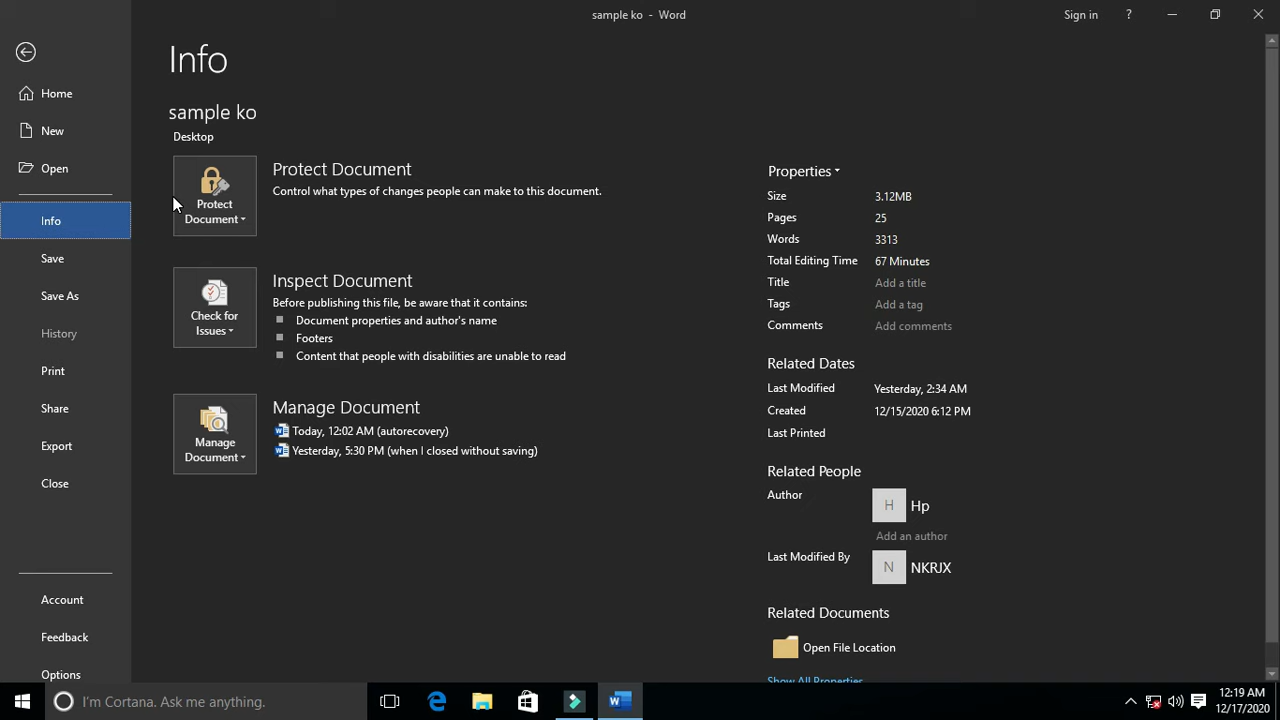 sample ko - Word
Sign in
?
Info
Home
New
Open
Info
Save
Save As
History
Print
Share
Export
Close
Account
Feedback
Options
sample ko
Desktop
Protect Document
Protect Document
Control what types of changes people can make to this document.
Check for Issues
Inspect Document
Before publishing this file, be aware that it contains:
Document properties and author's name
Footers
Content that people with disabilities are unable to read
Manage Document
Manage Document
Today, 12:02 AM (autorecovery)
Yesterday, 5:30 PM (when I closed without saving)
Properties
Size 3.12MB
Pages 25
Words 3313
Total Editing Time 67 Minutes
Title Add a title
Tags Add a tag
Comments Add comments
Related Dates
Last Modified Yesterday, 2:34 AM
Created 12/15/2020 6:12 PM
Last Printed
Related People
Author H Hp
Add an author
Last Modified By N NKRJX
Related Documents
Open File Location
Show All Properties
I'm Cortana. Ask me anything.
12:19 AM
12/17/2020